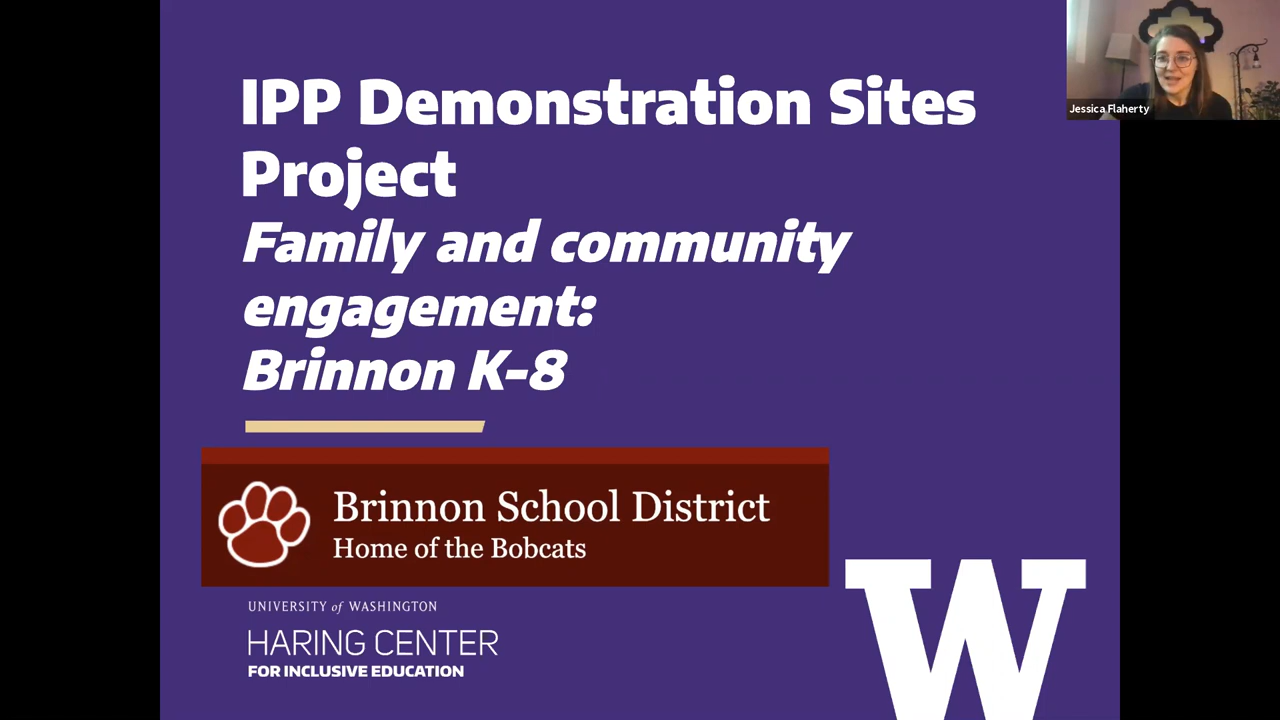 IPP Demonstration Sites
Project
Family and community
engagement:
Brinnon K-8
Brinnon School District
Home of the Bobcats
UNIVERSITY of WASHINGTON
HARING CENTER
FOR INCLUSIVE EDUCATION
W
Jessica Flaherty